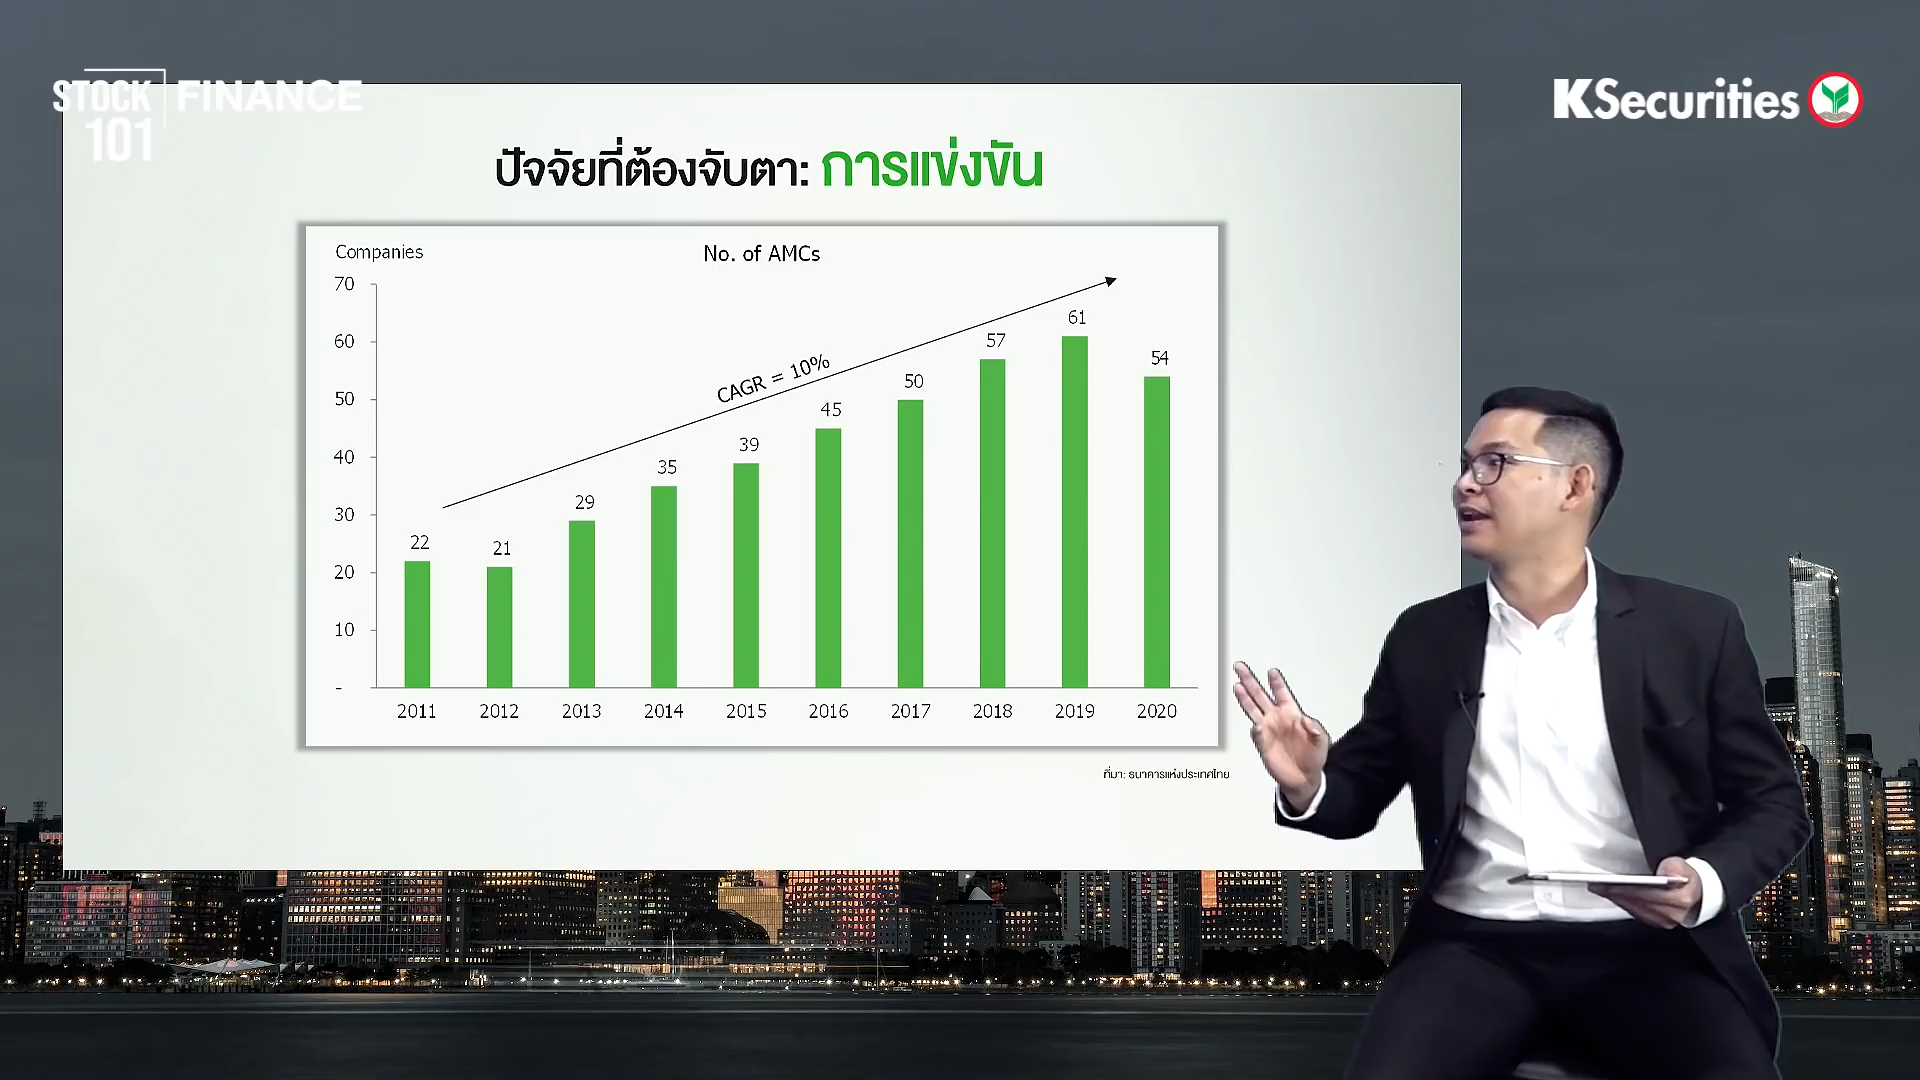 STOCK
101
FINANCE
KSecurities
ปัจจัยที่ต้องจับตา: การแข่งขัน
Companies
No. of AMCs
70
60
50
40
30
20
10
-
CAGR = 10%
22
21
29
35
39
45
50
57
61
54
2011 2012 2013 2014 2015 2016 2017 2018 2019 2020
ที่มา: ธนาคารแห่งประเทศไทย